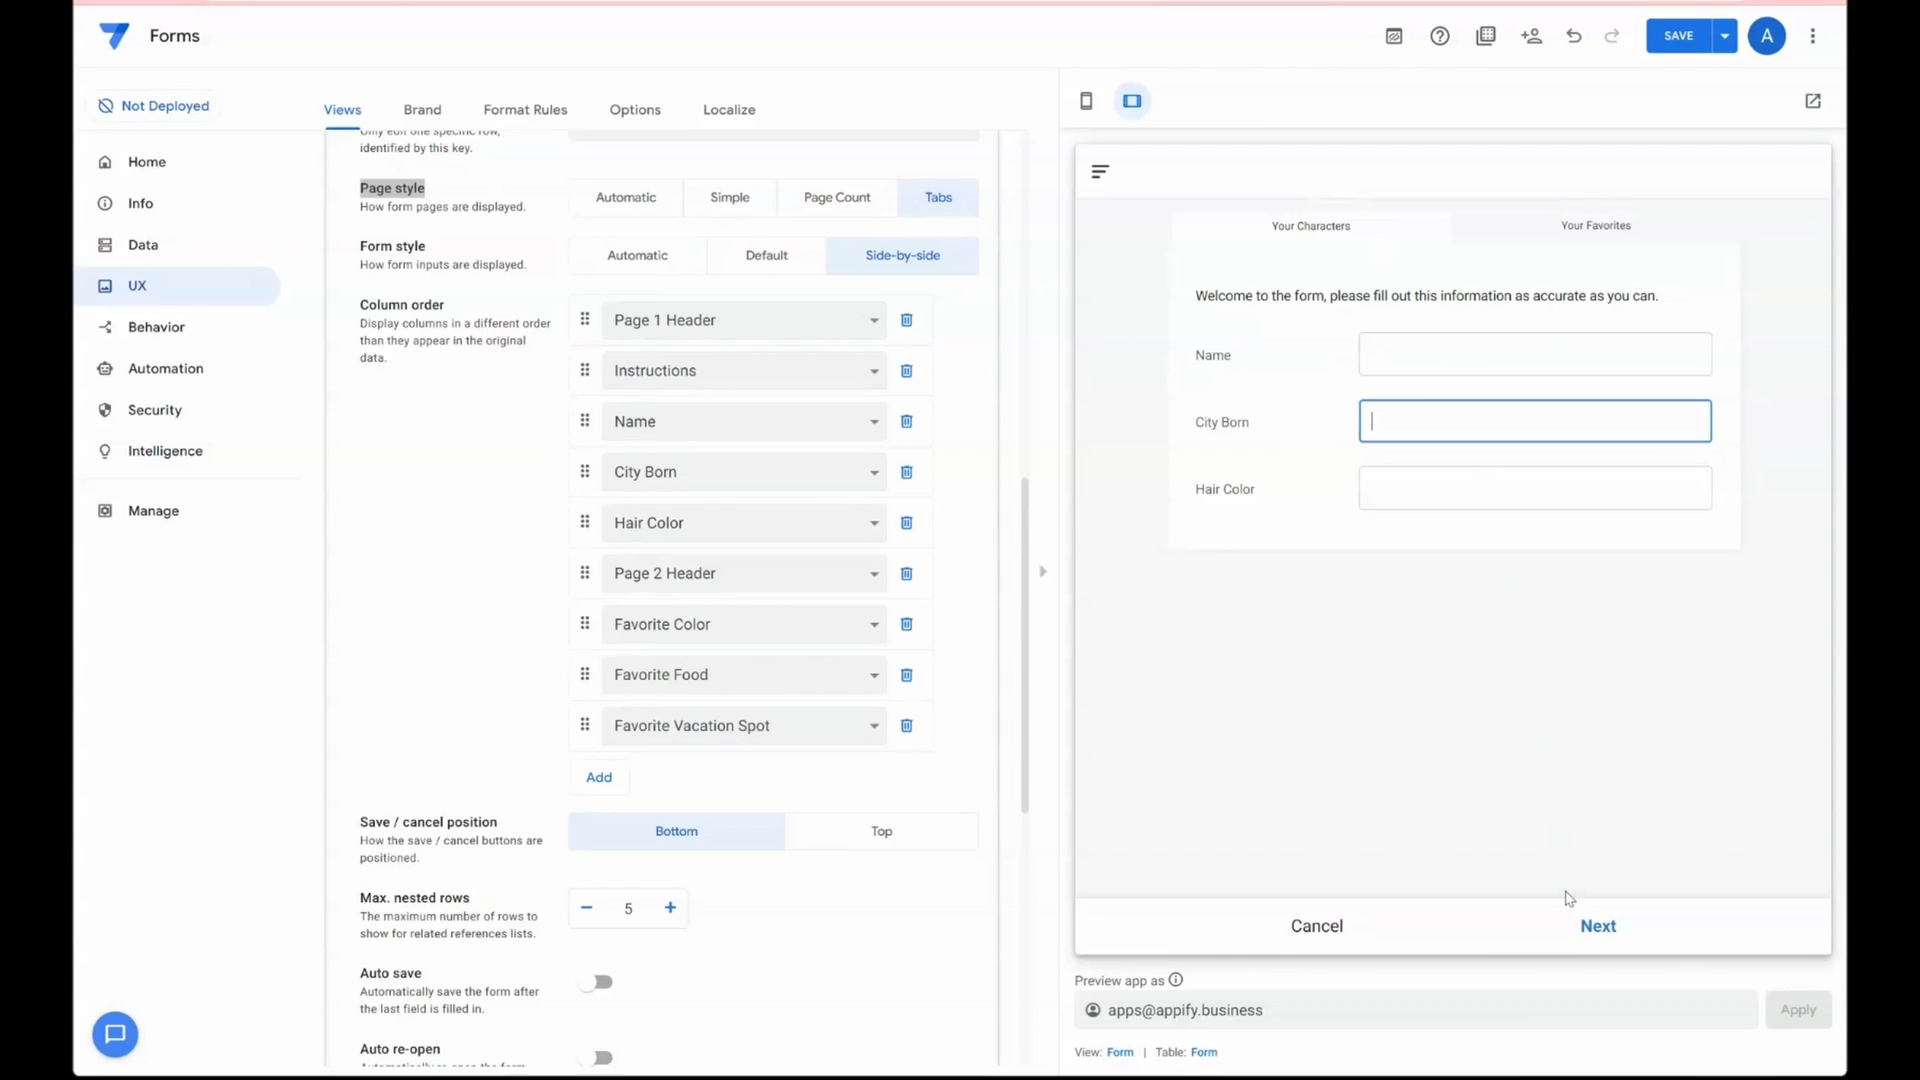 Forms
SAVE
A
Not Deployed
Views
Brand
Format Rules
Options
Localize
Home
Info
Data
UX
Behavior
Automation
Security
Intelligence
Manage
Only edit one specific row,
identified by this key.
Page style
How form pages are displayed.
Automatic
Simple
Page Count
Tabs
Form style
How form inputs are displayed.
Automatic
Default
Side-by-side
Column order
Display columns in a different order
than they appear in the original
data.
Page 1 Header
Instructions
Name
City Born
Hair Color
Page 2 Header
Favorite Color
Favorite Food
Favorite Vacation Spot
Add
Save / cancel position
How the save / cancel buttons are
positioned.
Bottom
Top
Max. nested rows
The maximum number of rows to
show for related references lists.
5
Auto save
Automatically save the form after
the last field is filled in.
Auto re-open
Your Characters
Your Favorites
Welcome to the form, please fill out this information as accurate as you can.
Name
City Born
Hair Color
Cancel
Next
Preview app as
apps@appify.business
Apply
View: Form | Table: Form